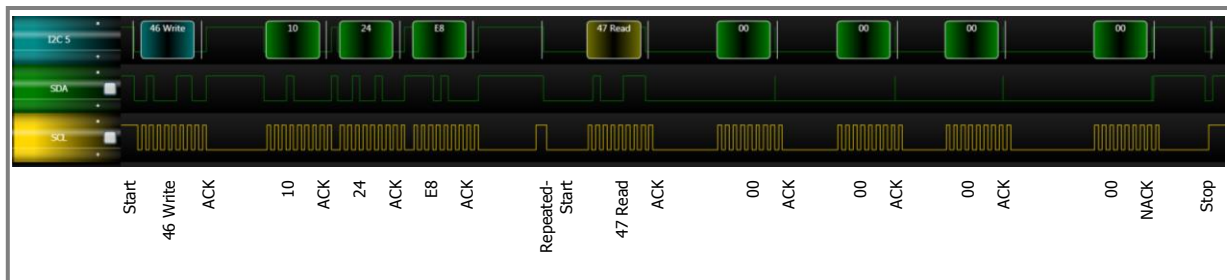 I2C 5
46 Write
10
24
E8
47 Read
00
00
00
00
SDA
SCL
Start
46 Write
ACK
10
ACK
24
ACK
E8
ACK
Repeated-
Start
47 Read
ACK
00
ACK
00
ACK
00
ACK
00
NACK
Stop